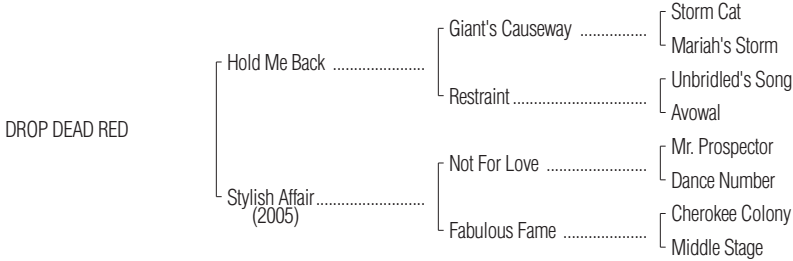 Storm Cat
Giant's Causeway ................
Mariah's Storm
Hold Me Back ......................
Unbridled's Song
Restraint ................................
Avowal
DROP DEAD RED
Mr. Prospector
Not For Love ........................
Dance Number
Stylish Affair ..........................
(2005)
Cherokee Colony
Fabulous Fame ....................
Middle Stage